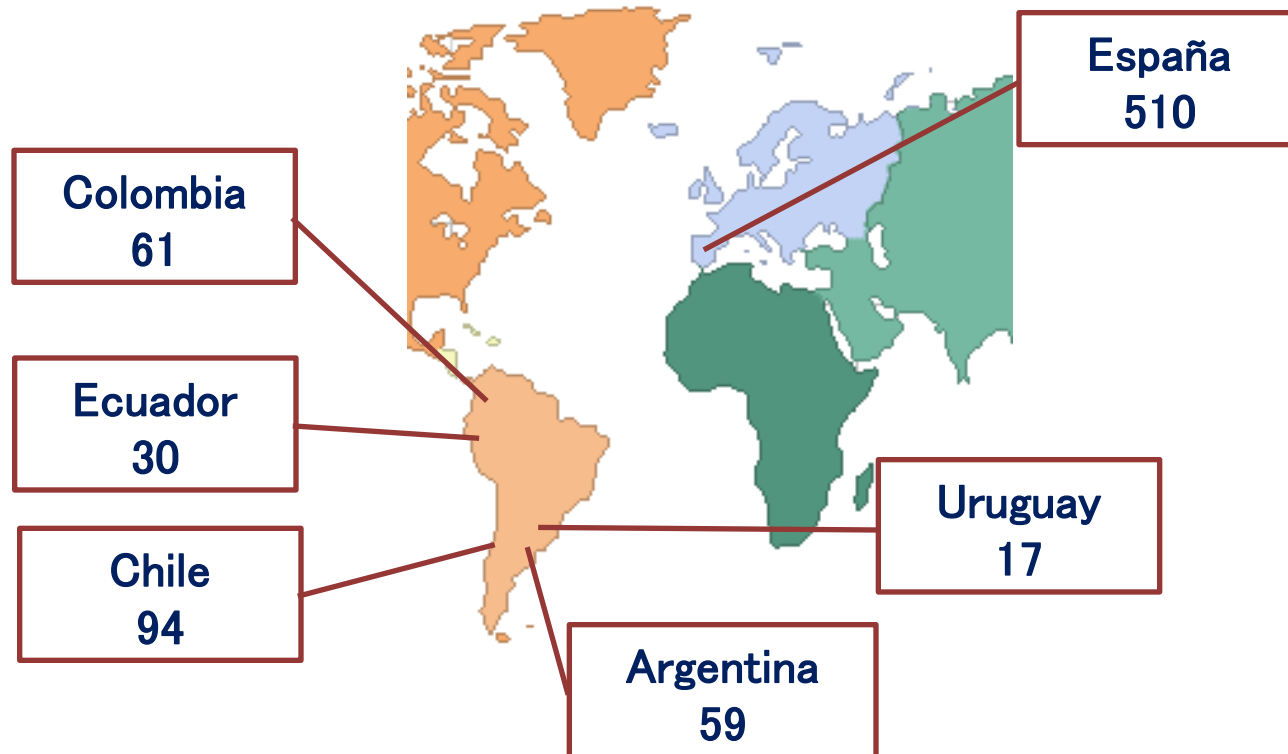 España
510
Colombia
61
Ecuador
30
Uruguay
17
Chile
94
Argentina
59